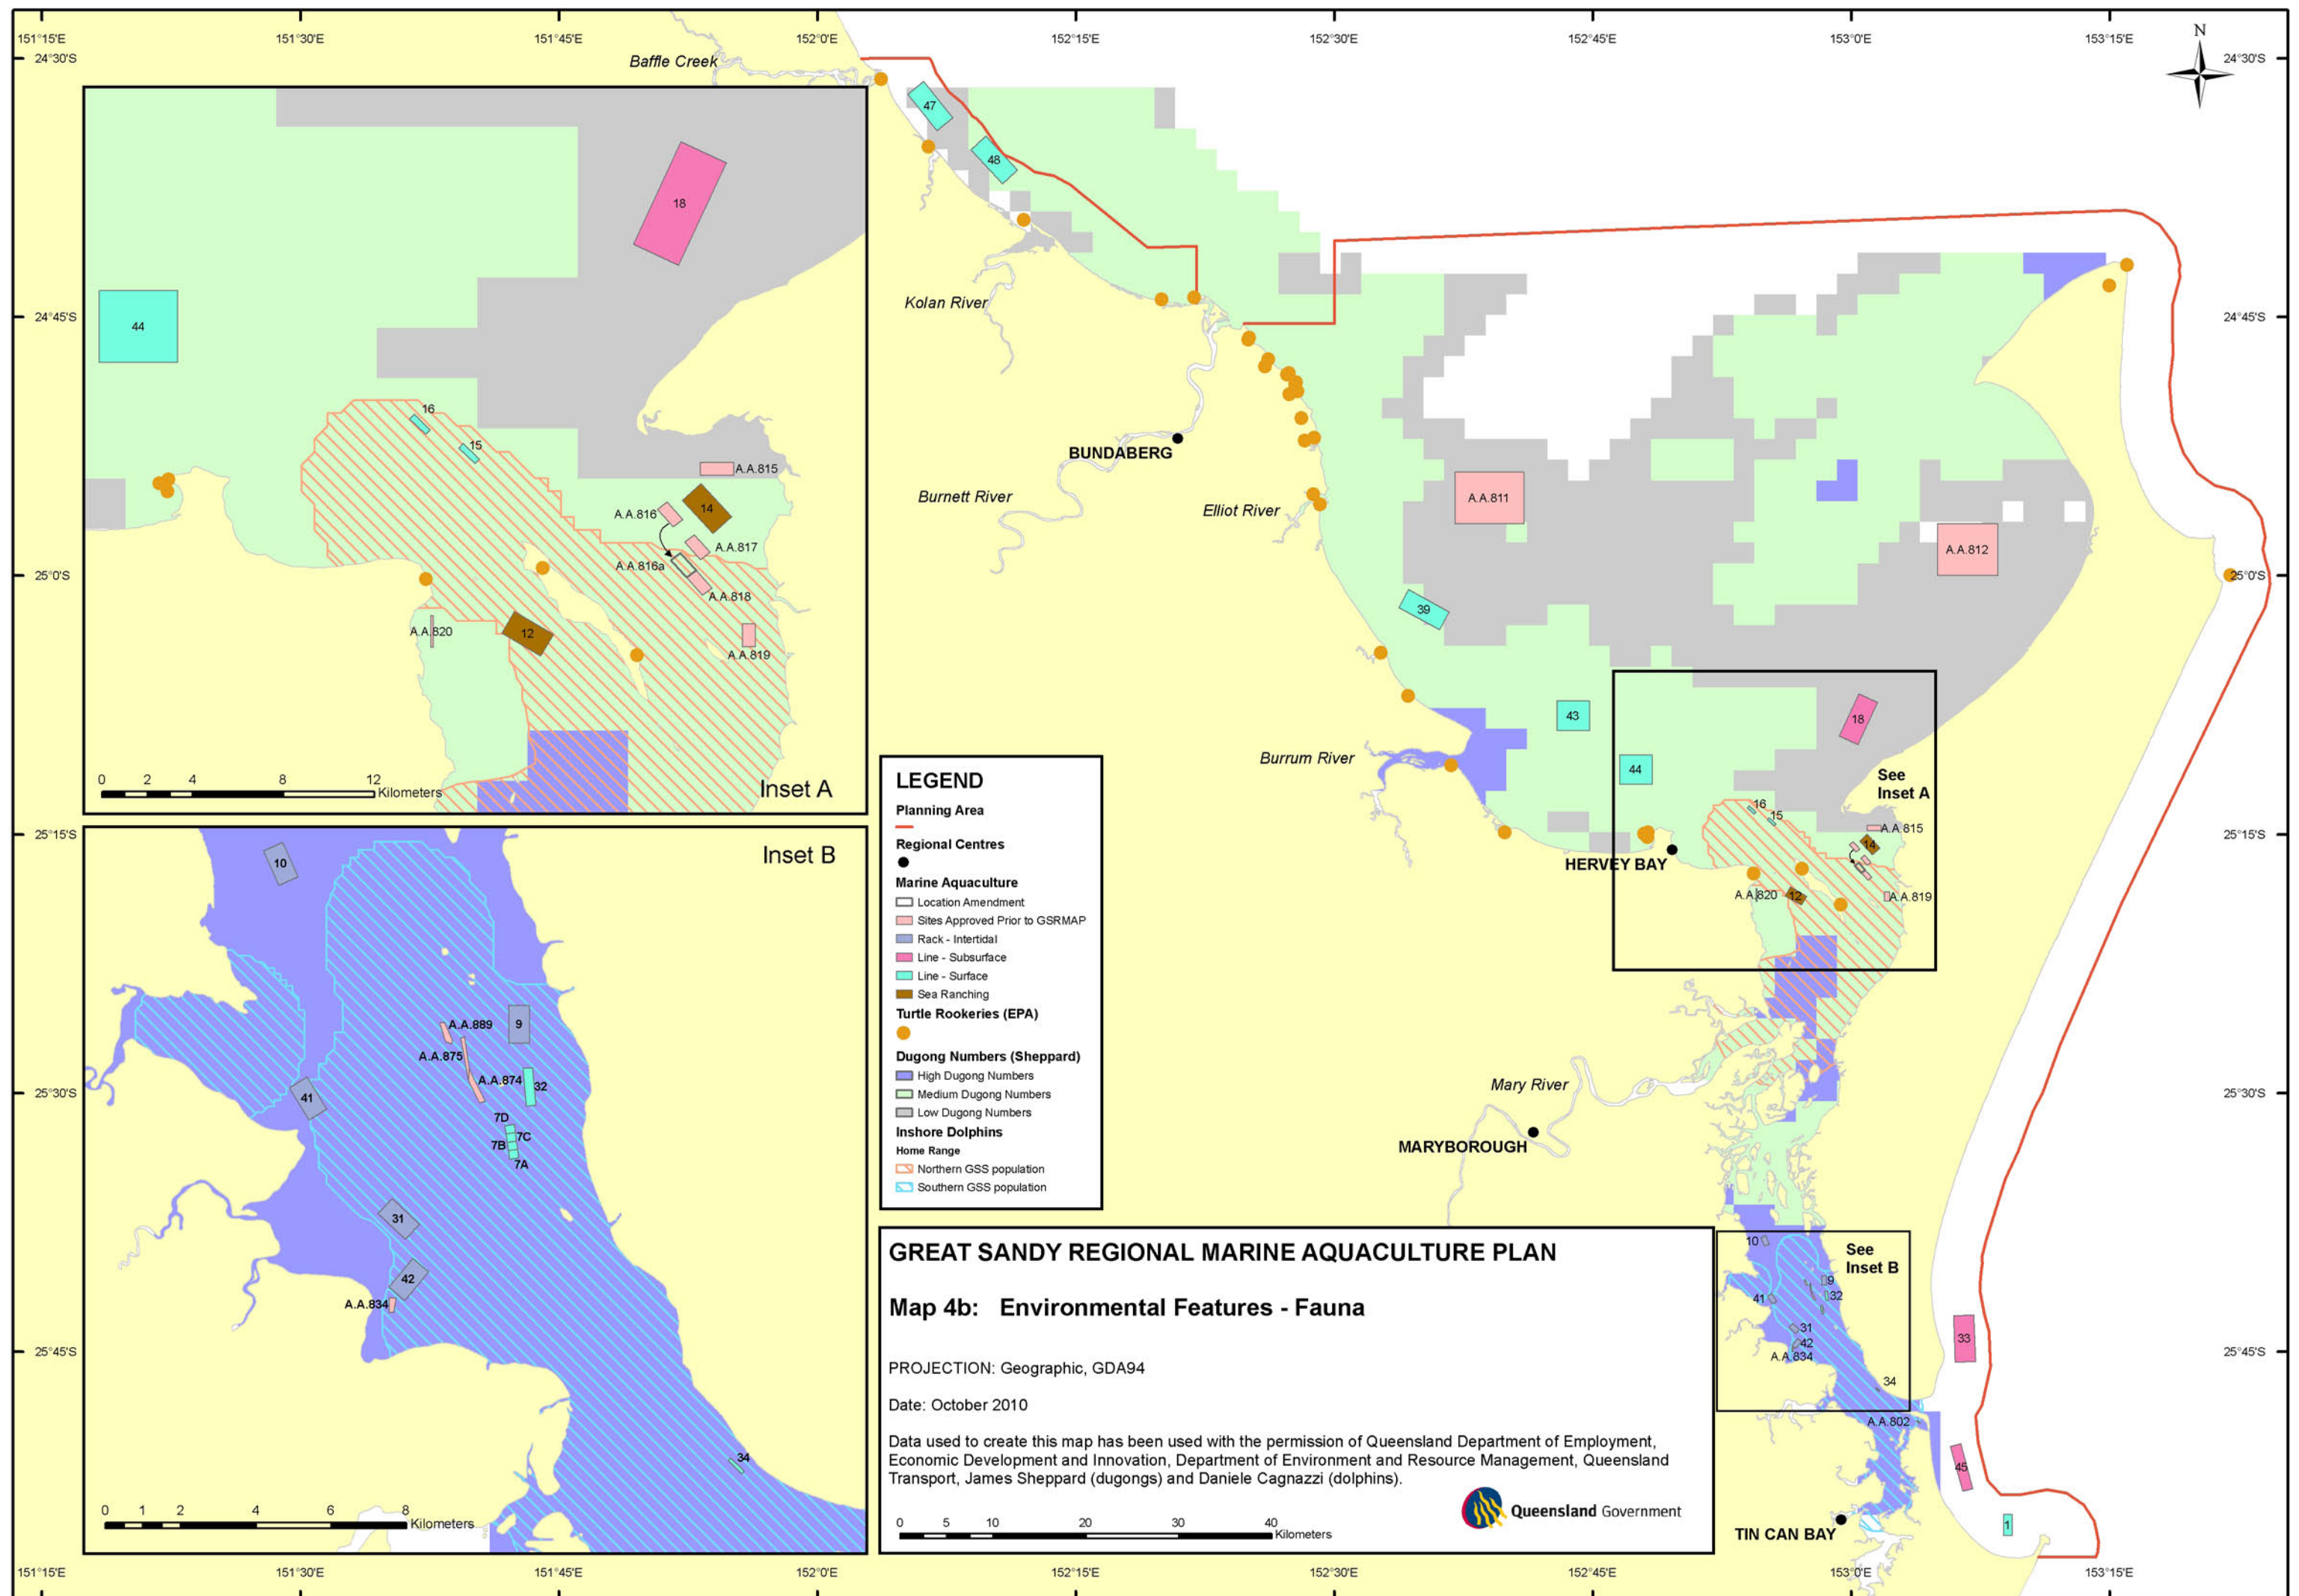 151°15'E 151°30'E 151°45'E 152°0'E 152°15'E 152°30'E 152°45'E 153°0'E 153°15'E
N
24°30'S
24°30'S
Baffle Creek
47
48
18
44
16
15
A.A.815
14
A.A.816
A.A.817
A.A.816a
A.A.818
A.A.820
12
A.A.819
0 2 4 8 12
Kilometers
Inset A
24°45'S
24°45'S
Kolan River
BUNDABERG
Burnett River
Elliot River
A.A.811
A.A.812
25°0'S
25°0'S
39
43
18
44
Burrum River
See
Inset A
16
15
A.A.815
14
HERVEY BAY
A.A.820
12
A.A.819
25°15'S
25°15'S
Inset B
10
A.A.889
9
A.A.875
A.A.874
32
41
7D
7C
7B
7A
31
42
A.A.834
34
0 1 2 4 6 8
Kilometers
25°30'S
25°30'S
25°45'S
25°45'S
LEGEND
Planning Area
Regional Centres
Marine Aquaculture
Location Amendment
Sites Approved Prior to GSRMAP
Rack - Intertidal
Line - Subsurface
Line - Surface
Sea Ranching
Turtle Rookeries (EPA)
Dugong Numbers (Sheppard)
High Dugong Numbers
Medium Dugong Numbers
Low Dugong Numbers
Inshore Dolphins
Home Range
Northern GSS population
Southern GSS population
Mary River
MARYBOROUGH
10
See
Inset B
9
41
32
31
42
A.A.834
34
A.A.802
33
45
1
TIN CAN BAY
GREAT SANDY REGIONAL MARINE AQUACULTURE PLAN
Map 4b: Environmental Features - Fauna
PROJECTION: Geographic, GDA94
Date: October 2010
Data used to create this map has been used with the permission of Queensland Department of Employment,
Economic Development and Innovation, Department of Environment and Resource Management, Queensland
Transport, James Sheppard (dugongs) and Daniele Cagnazzi (dolphins).
0 5 10 20 30 40
Kilometers
Queensland Government
151°15'E 151°30'E 151°45'E 152°0'E 152°15'E 152°30'E 152°45'E 153°0'E 153°15'E